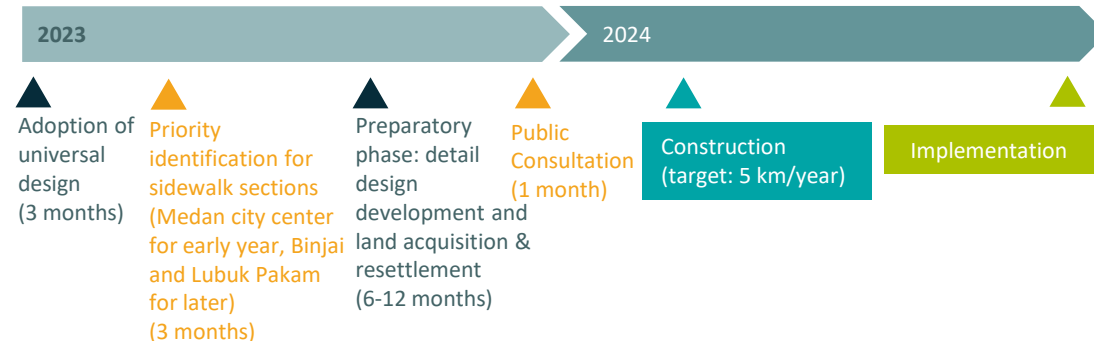 2023
2024
Adoption of
universal
design
(3 months)
Priority
identification for
sidewalk sections
(Medan city center
for early year, Binjai
and Lubuk Pakam
for later)
(3 months)
Preparatory
phase: detail
design
development and
land acquisition &
resettlement
(6-12 months)
Public
Consultation
(1 month)
Construction
(target: 5 km/year)
Implementation